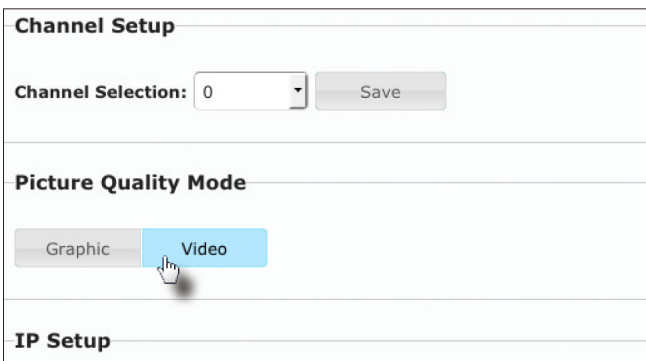 Channel Setup
Channel Selection: 0 Save
Picture Quality Mode
Graphic Video
IP Setup